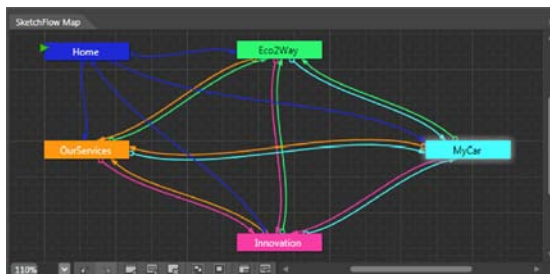 SketchFlow Map
Home
Eco2Way
OurServices
MyCar
Innovation
110%